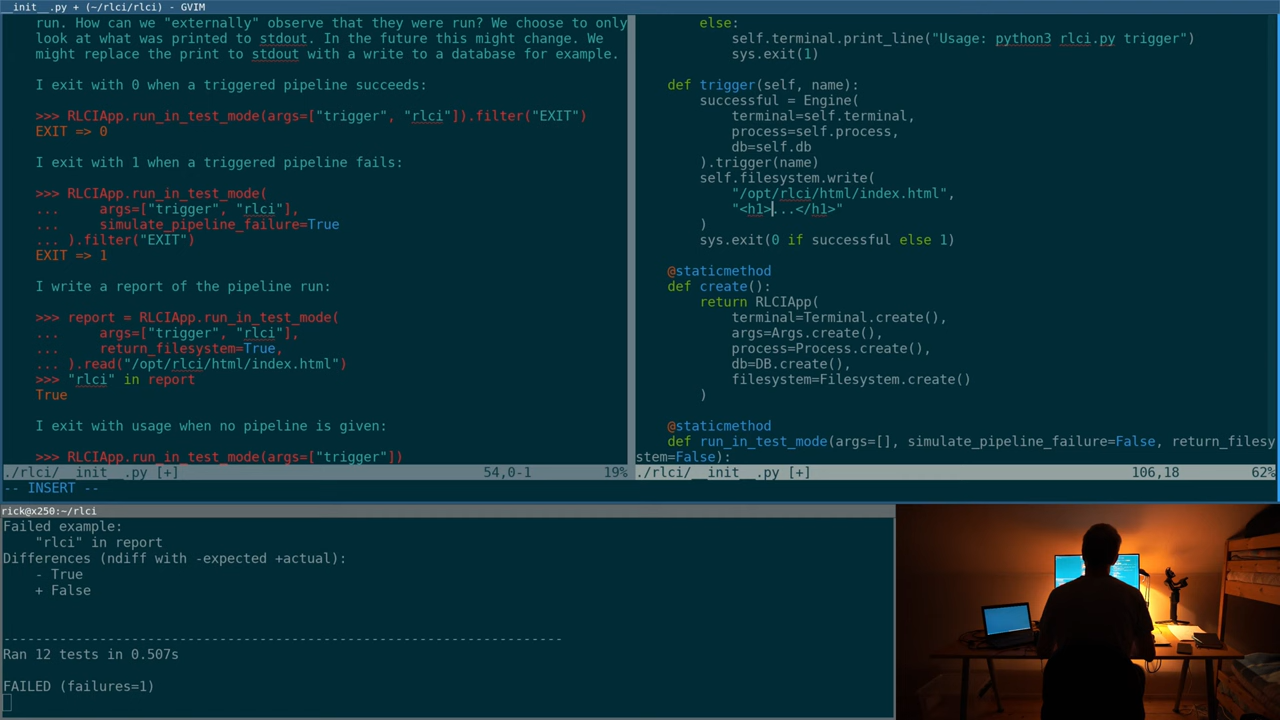 __init__.py + (~/rlci/rlci) - GVIM
run. How can we "externally" observe that they were run? We choose to only
look at what was printed to stdout. In the future this might change. We
might replace the print to stdout with a write to a database for example.
I exit with 0 when a triggered pipeline succeeds:
>>> RLCIApp.run_in_test_mode(args=["trigger", "rlci"]).filter("EXIT")
EXIT => 0
I exit with 1 when a triggered pipeline fails:
>>> RLCIApp.run_in_test_mode(
...     args=["trigger", "rlci"],
...     simulate_pipeline_failure=True
... ).filter("EXIT")
EXIT => 1
I write a report of the pipeline run:
>>> report = RLCIApp.run_in_test_mode(
...     args=["trigger", "rlci"],
...     return_filesystem=True,
... ).read("/opt/rlci/html/index.html")
>>> "rlci" in report
True
I exit with usage when no pipeline is given:
>>> RLCIApp.run_in_test_mode(args=["trigger"])
./rlci/__init__.py [+] 54,0-1 19%
-- INSERT --
else:
self.terminal.print_line("Usage: python3 rlci.py trigger")
sys.exit(1)
def trigger(self, name):
successful = Engine(
terminal=self.terminal,
process=self.process,
db=self.db
).trigger(name)
self.filesystem.write(
"/opt/rlci/html/index.html",
"<h1>...</h1>"
)
sys.exit(0 if successful else 1)
@staticmethod
def create():
return RLCIApp(
terminal=Terminal.create(),
args=Args.create(),
process=Process.create(),
db=DB.create(),
filesystem=Filesystem.create()
)
@staticmethod
def run_in_test_mode(args=[], simulate_pipeline_failure=False, return_filesy
stem=False):
./rlci/__init__.py [+] 106,18 62%
rick@x250:~/rlci
Failed example:
"rlci" in report
Differences (ndiff with -expected +actual):
- True
+ False
----------------------------------------------------------------------
Ran 12 tests in 0.507s
FAILED (failures=1)